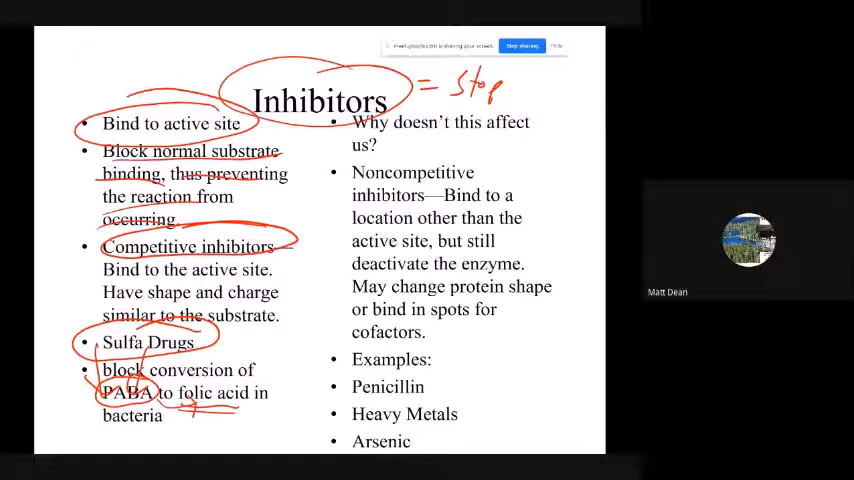 meet.google.com is sharing your screen.
Stop sharing
Hide
Inhibitors = stop
• Bind to active site
• Block normal substrate
binding, thus preventing
the reaction from
occurring.
• Competitive inhibitors—
Bind to the active site.
Have shape and charge
similar to the substrate.
• Sulfa Drugs
• block conversion of
PABA to folic acid in
bacteria
• Why doesn't this affect
us?
• Noncompetitive
inhibitors—Bind to a
location other than the
active site, but still
deactivate the enzyme.
May change protein shape
or bind in spots for
cofactors.
• Examples:
• Penicillin
• Heavy Metals
• Arsenic
Matt Dean